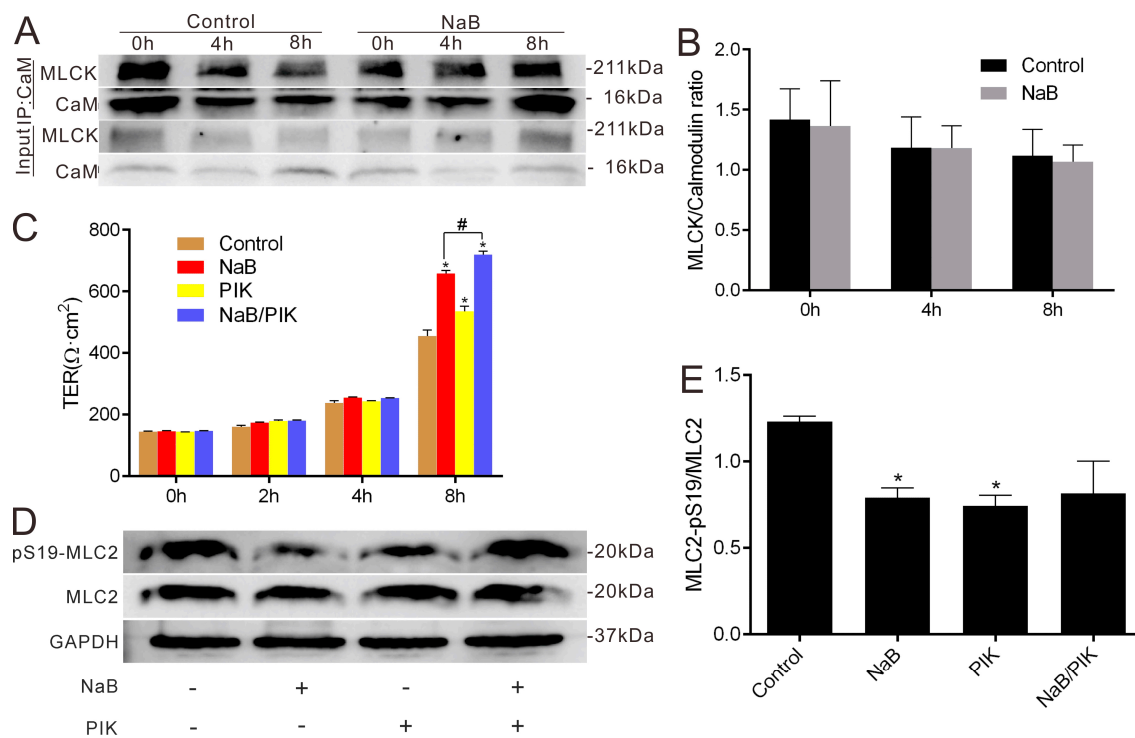 A
Control NaB
0h 4h 8h 0h 4h 8h
IP:CaM
MLCK -211kDa
CaM - 16kDa
Input
MLCK -211kDa
CaM - 16kDa
B
MLCK/Calmodulin ratio
2.0
1.5
1.0
0.5
0.0
Control
NaB
0h 4h 8h
C
TER(Ω·cm²)
800
600
400
200
0
Control
NaB
PIK
NaB/PIK
#
* * *
0h 2h 4h 8h
D
pS19-MLC2 -20kDa
MLC2 -20kDa
GAPDH -37kDa
NaB - + - +
PIK - - + +
E
MLC2-pS19/MLC2
1.5
1.0
0.5
0.0
* *
Control NaB PIK NaB/PIK